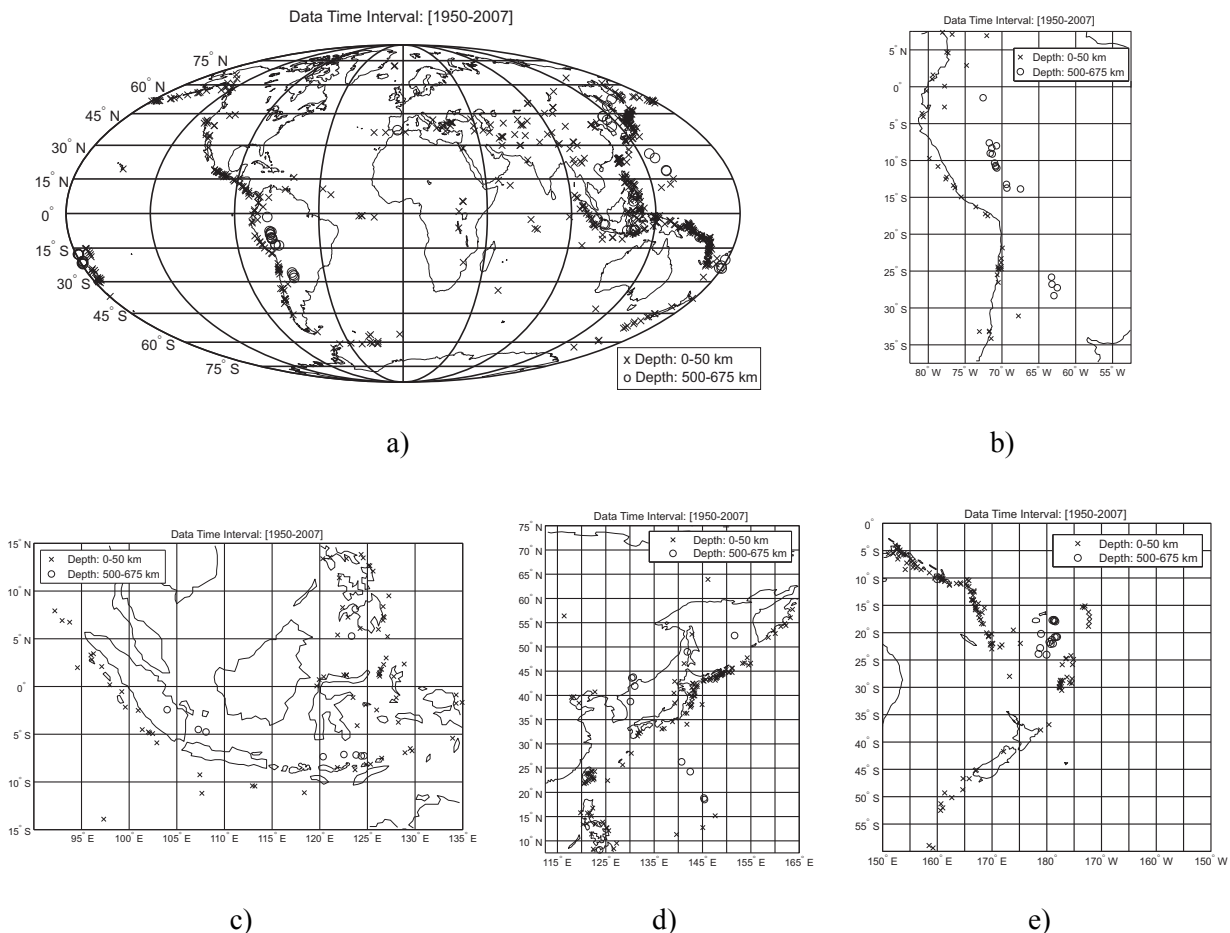 Data Time Interval: [1950-2007]
75° N
60° N
45° N
30° N
15° N
0°
15° S
30° S
45° S
60° S
75° S
x Depth: 0-50 km
o Depth: 500-675 km
a)
Data Time Interval: [1950-2007]
× Depth: 0-50 km
○ Depth: 500-675 km
5° N
0°
5° S
10° S
15° S
20° S
25° S
30° S
35° S
80° W 75° W 70° W 65° W 60° W 55° W
b)
Data Time Interval: [1950-2007]
× Depth: 0-50 km
○ Depth: 500-675 km
15° N
10° N
5° N
0°
5° S
10° S
15° S
95° E 100° E 105° E 110° E 115° E 120° E 125° E 130° E 135° E
c)
Data Time Interval: [1950-2007]
× Depth: 0-50 km
○ Depth: 500-675 km
75° N
70° N
65° N
60° N
55° N
50° N
45° N
40° N
35° N
30° N
25° N
20° N
15° N
10° N
115° E 125° E 135° E 145° E 155° E 165° E
d)
Data Time Interval: [1950-2007]
× Depth: 0-50 km
○ Depth: 500-675 km
0°
5° S
10° S
15° S
20° S
25° S
30° S
35° S
40° S
45° S
50° S
55° S
150° E 160° E 170° E 180° W 170° W 160° W 150° W
e)